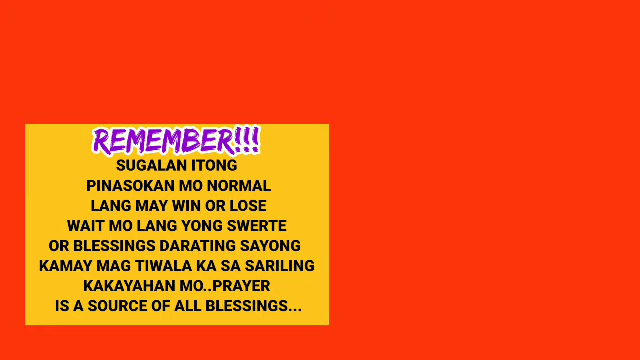 REMEMBER!!!
SUGALAN ITONG
PINASOKAN MO NORMAL
LANG MAY WIN OR LOSE
WAIT MO LANG YONG SWERTE
OR BLESSINGS DARATING SAYONG
KAMAY MAG TIWALA KA SA SARILING
KAKAYAHAN MO..PRAYER
IS A SOURCE OF ALL BLESSINGS...